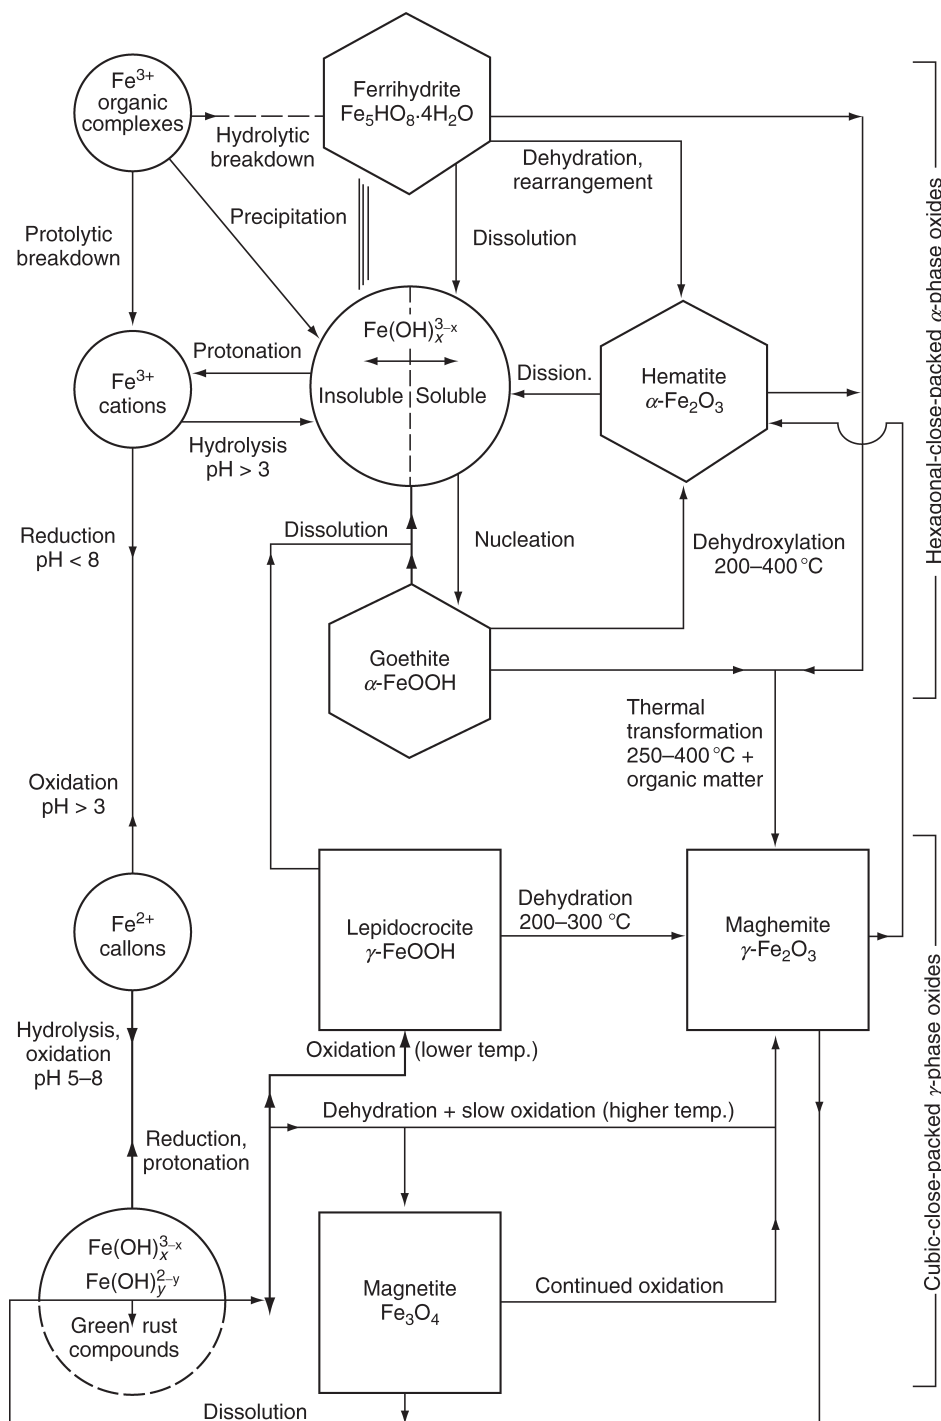 Fe3+
organic
complexes
Ferrihydrite
Fe5HO8.4H2O
Hydrolytic
breakdown
Dehydration,
rearrangement
Precipitation
Protolytic
breakdown
Dissolution
Fe(OH)x3–x
Insoluble
Soluble
Protonation
Fe3+
cations
Hydrolysis
pH > 3
Dission.
Hematite
α-Fe2O3
Reduction
pH < 8
Dissolution
Nucleation
Dehydroxylation
200–400 °C
Goethite
α-FeOOH
Thermal
transformation
250–400 °C +
organic matter
Oxidation
pH > 3
Fe2+
callons
Lepidocrocite
γ-FeOOH
Dehydration
200–300 °C
Maghemite
γ-Fe2O3
Hydrolysis,
oxidation
pH 5–8
Oxidation (lower temp.)
Dehydration + slow oxidation (higher temp.)
Reduction,
protonation
Fe(OH)x3–x
Fe(OH)y2–y
Green rust
compounds
Magnetite
Fe3O4
Continued oxidation
Dissolution
Hexagonal-close-packed α-phase oxides
Cubic-close-packed γ-phase oxides